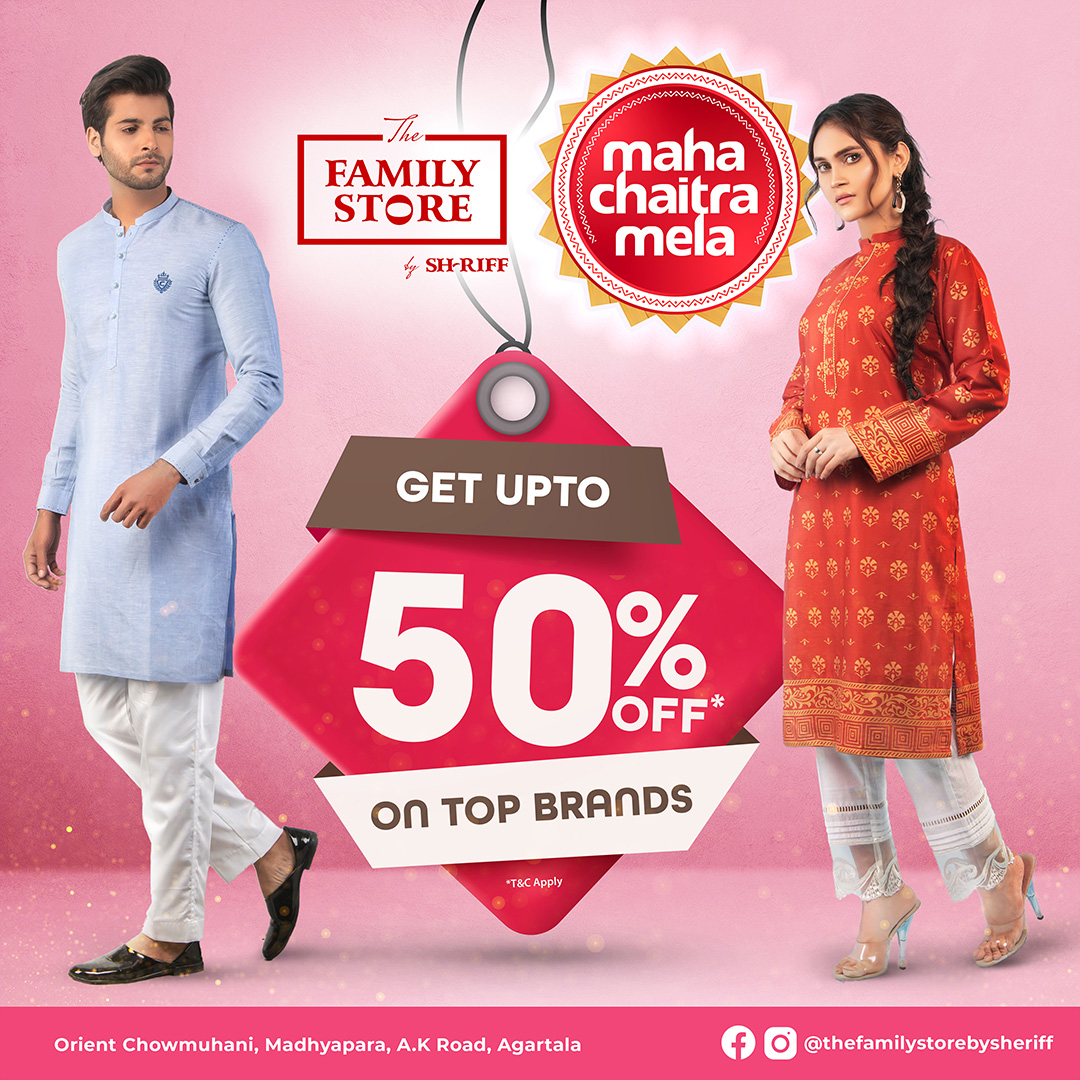 The
FAMILY
STORE
by SH-RIFF
maha
chaitra
mela
GET UPTO
50%
OFF*
ON TOP BRANDS
*T&C Apply
Orient Chowmuhani, Madhyapara, A.K Road, Agartala
@thefamilystorebysheriff